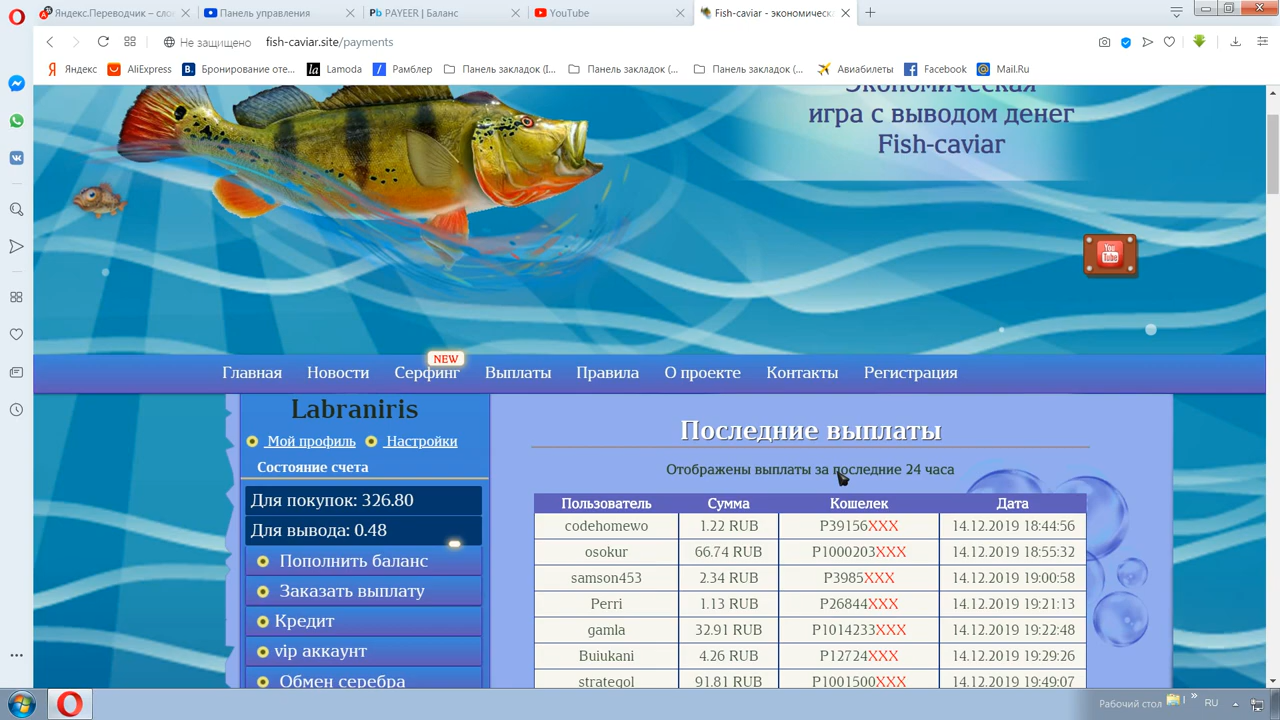 Яндекс.Переводчик – сло
Панель управления
PAYEER | Баланс
YouTube
Fish-caviar - экономическ
Не защищено
fish-caviar.site/payments
Яндекс
AliExpress
Бронирование оте...
Lamoda
Рамблер
Панель закладок (I...
Панель закладок (...
Панель закладок (...
Авиабилеты
Facebook
Mail.Ru
Экономическая
игра с выводом денег
Fish-caviar
You
Tube
NEW
Главная
Новости
Серфинг
Выплаты
Правила
О проекте
Контакты
Регистрация
Labraniris
Мой профиль
Настройки
Состояние счета
Для покупок: 326.80
Для вывода: 0.48
Пополнить баланс
Заказать выплату
Кредит
vip аккаунт
Обмен серебра
Последние выплаты
Отображены выплаты за последние 24 часа
Пользователь Сумма Кошелек Дата
codehomewo 1.22 RUB P39156XXX 14.12.2019 18:44:56
osokur 66.74 RUB P1000203XXX 14.12.2019 18:55:32
samson453 2.34 RUB P3985XXX 14.12.2019 19:00:58
Perri 1.13 RUB P26844XXX 14.12.2019 19:21:13
gamla 32.91 RUB P1014233XXX 14.12.2019 19:22:48
Buiukani 4.26 RUB P12724XXX 14.12.2019 19:29:26
strategol 91.81 RUB P1001500XXX 14.12.2019 19:49:07
Рабочий стол
RU